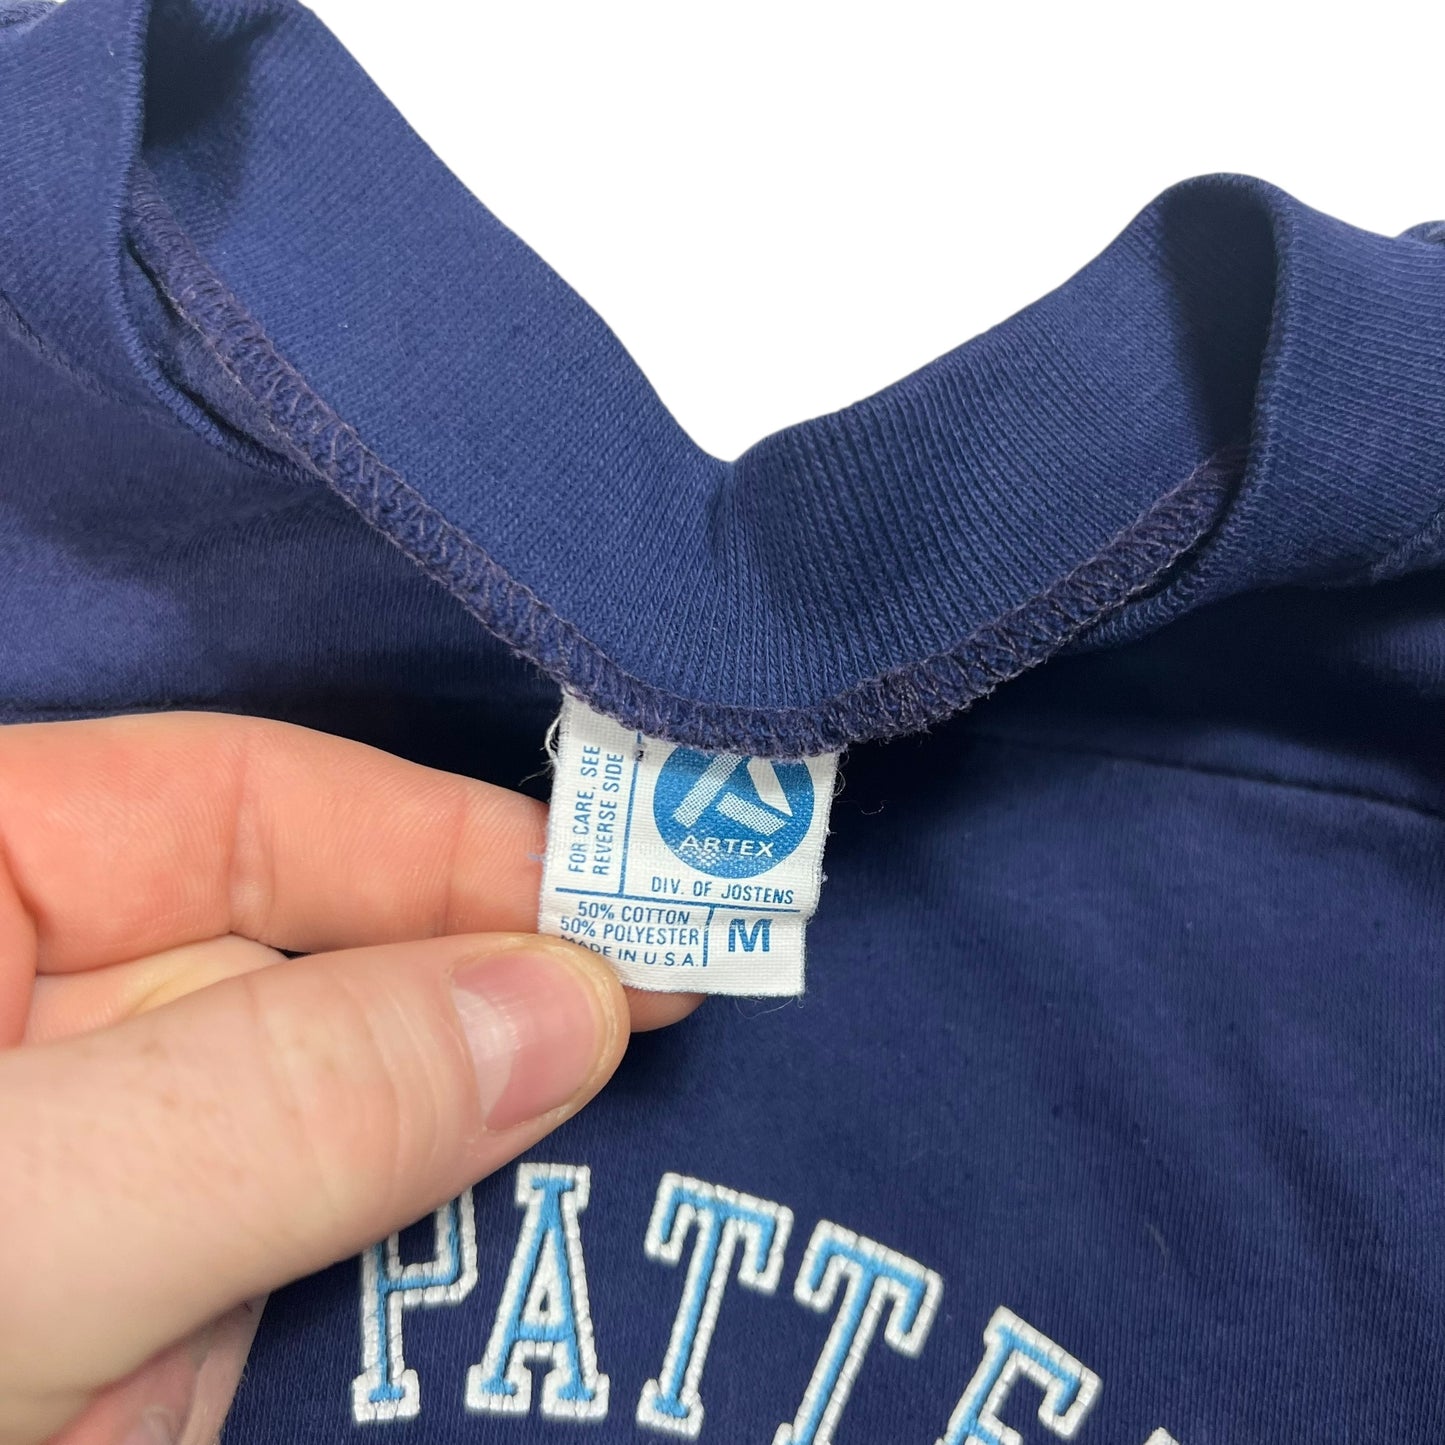 FOR CARE, SEE
REVERSE SIDE
ARTEX
DIV. OF JOSTENS
50% COTTON
50% POLYESTER
MADE IN U.S.A.
M
PATTE